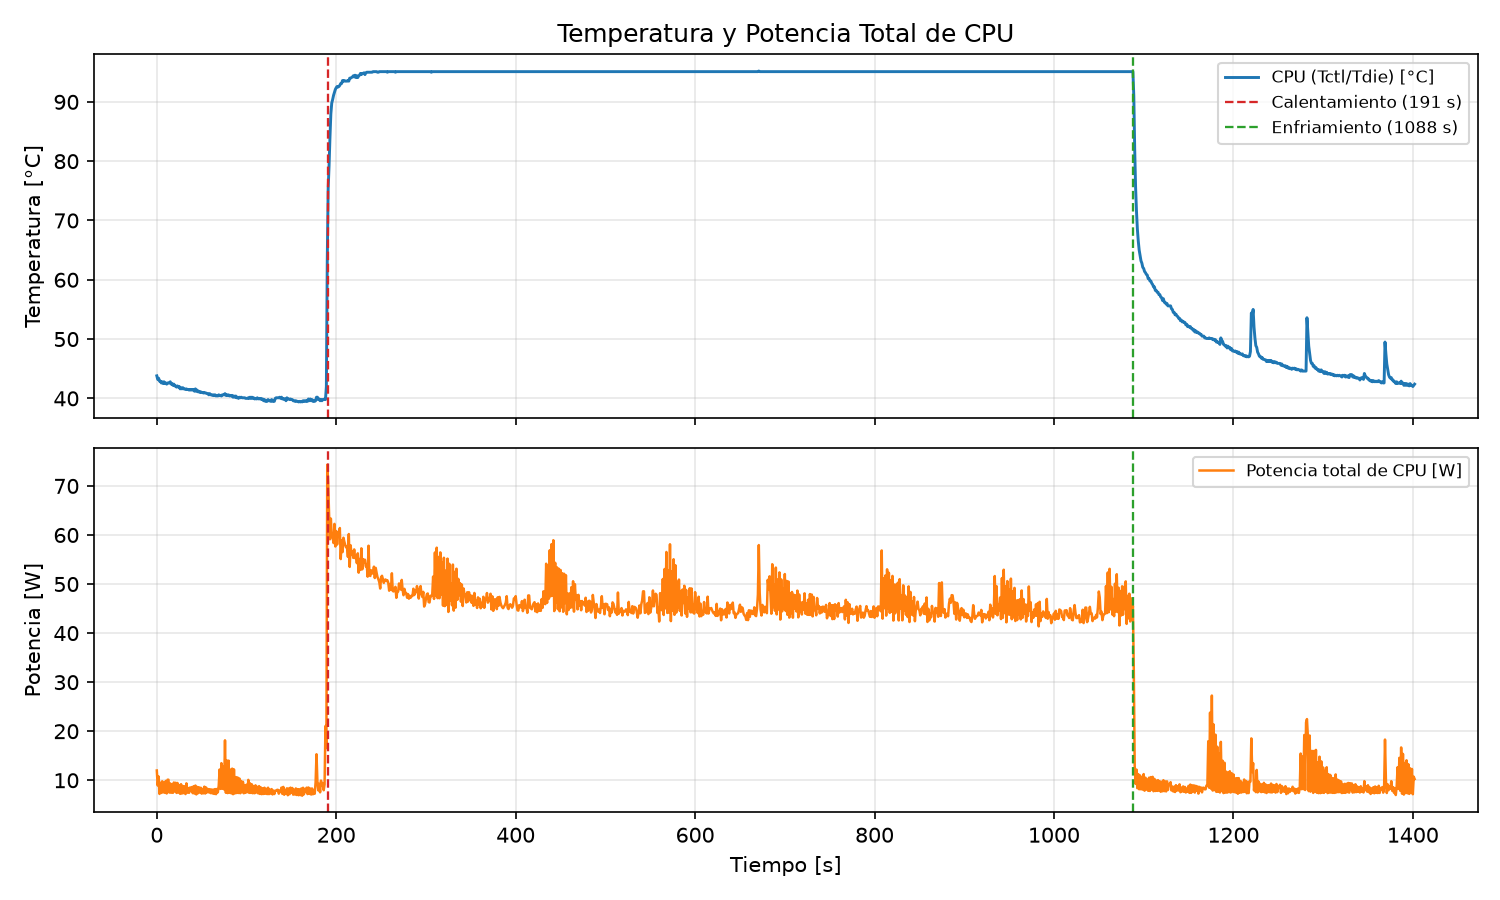 Temperatura y Potencia Total de CPU
Temperatura [°C]
90
80
70
60
50
40
CPU (Tctl/Tdie) [°C]
Calentamiento (191 s)
Enfriamiento (1088 s)
Potencia [W]
70
60
50
40
30
20
10
Potencia total de CPU [W]
0 200 400 600 800 1000 1200 1400
Tiempo [s]